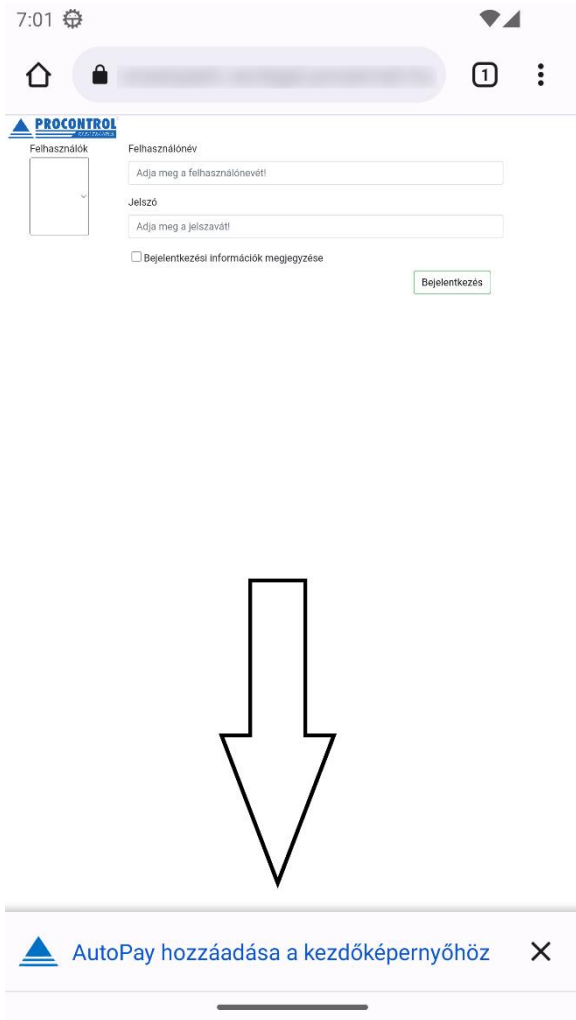 7:01
1
PROCONTROL
Felhasználók
Felhasználónév
Adja meg a felhasználónevét!
Jelszó
Adja meg a jelszavát!
Bejelentkezési információk megjegyzése
Bejelentkezés
AutoPay hozzáadása a kezdőképernyőhöz